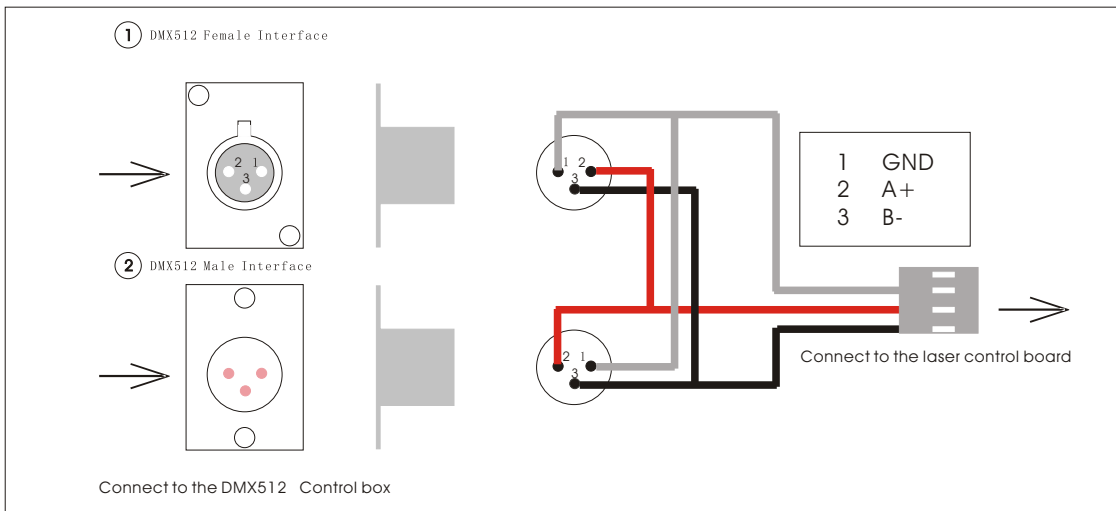 1 DMX512 Female Interface
2 1
3
1 2
3
1 GND
2 A+
3 B-
2 DMX512 Male Interface
2 1
3
Connect to the laser control board
Connect to the DMX512 Control box